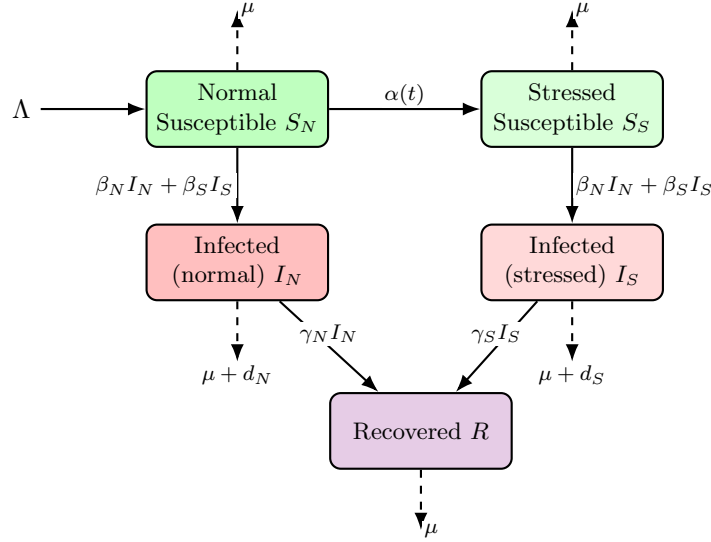 μ
μ
Λ
Normal
Susceptible S_N
α(t)
Stressed
Susceptible S_S
β_N I_N + β_S I_S
β_N I_N + β_S I_S
Infected
(normal) I_N
Infected
(stressed) I_S
γ_N I_N
γ_S I_S
μ + d_N
μ + d_S
Recovered R
μ